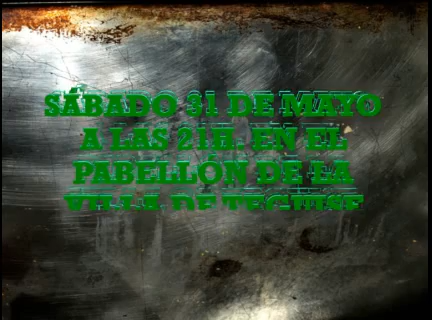 SÁBADO 31 DE MAYO
A LAS 21H. EN EL
PABELLÓN DE LA
VILLA DE TEGUISE